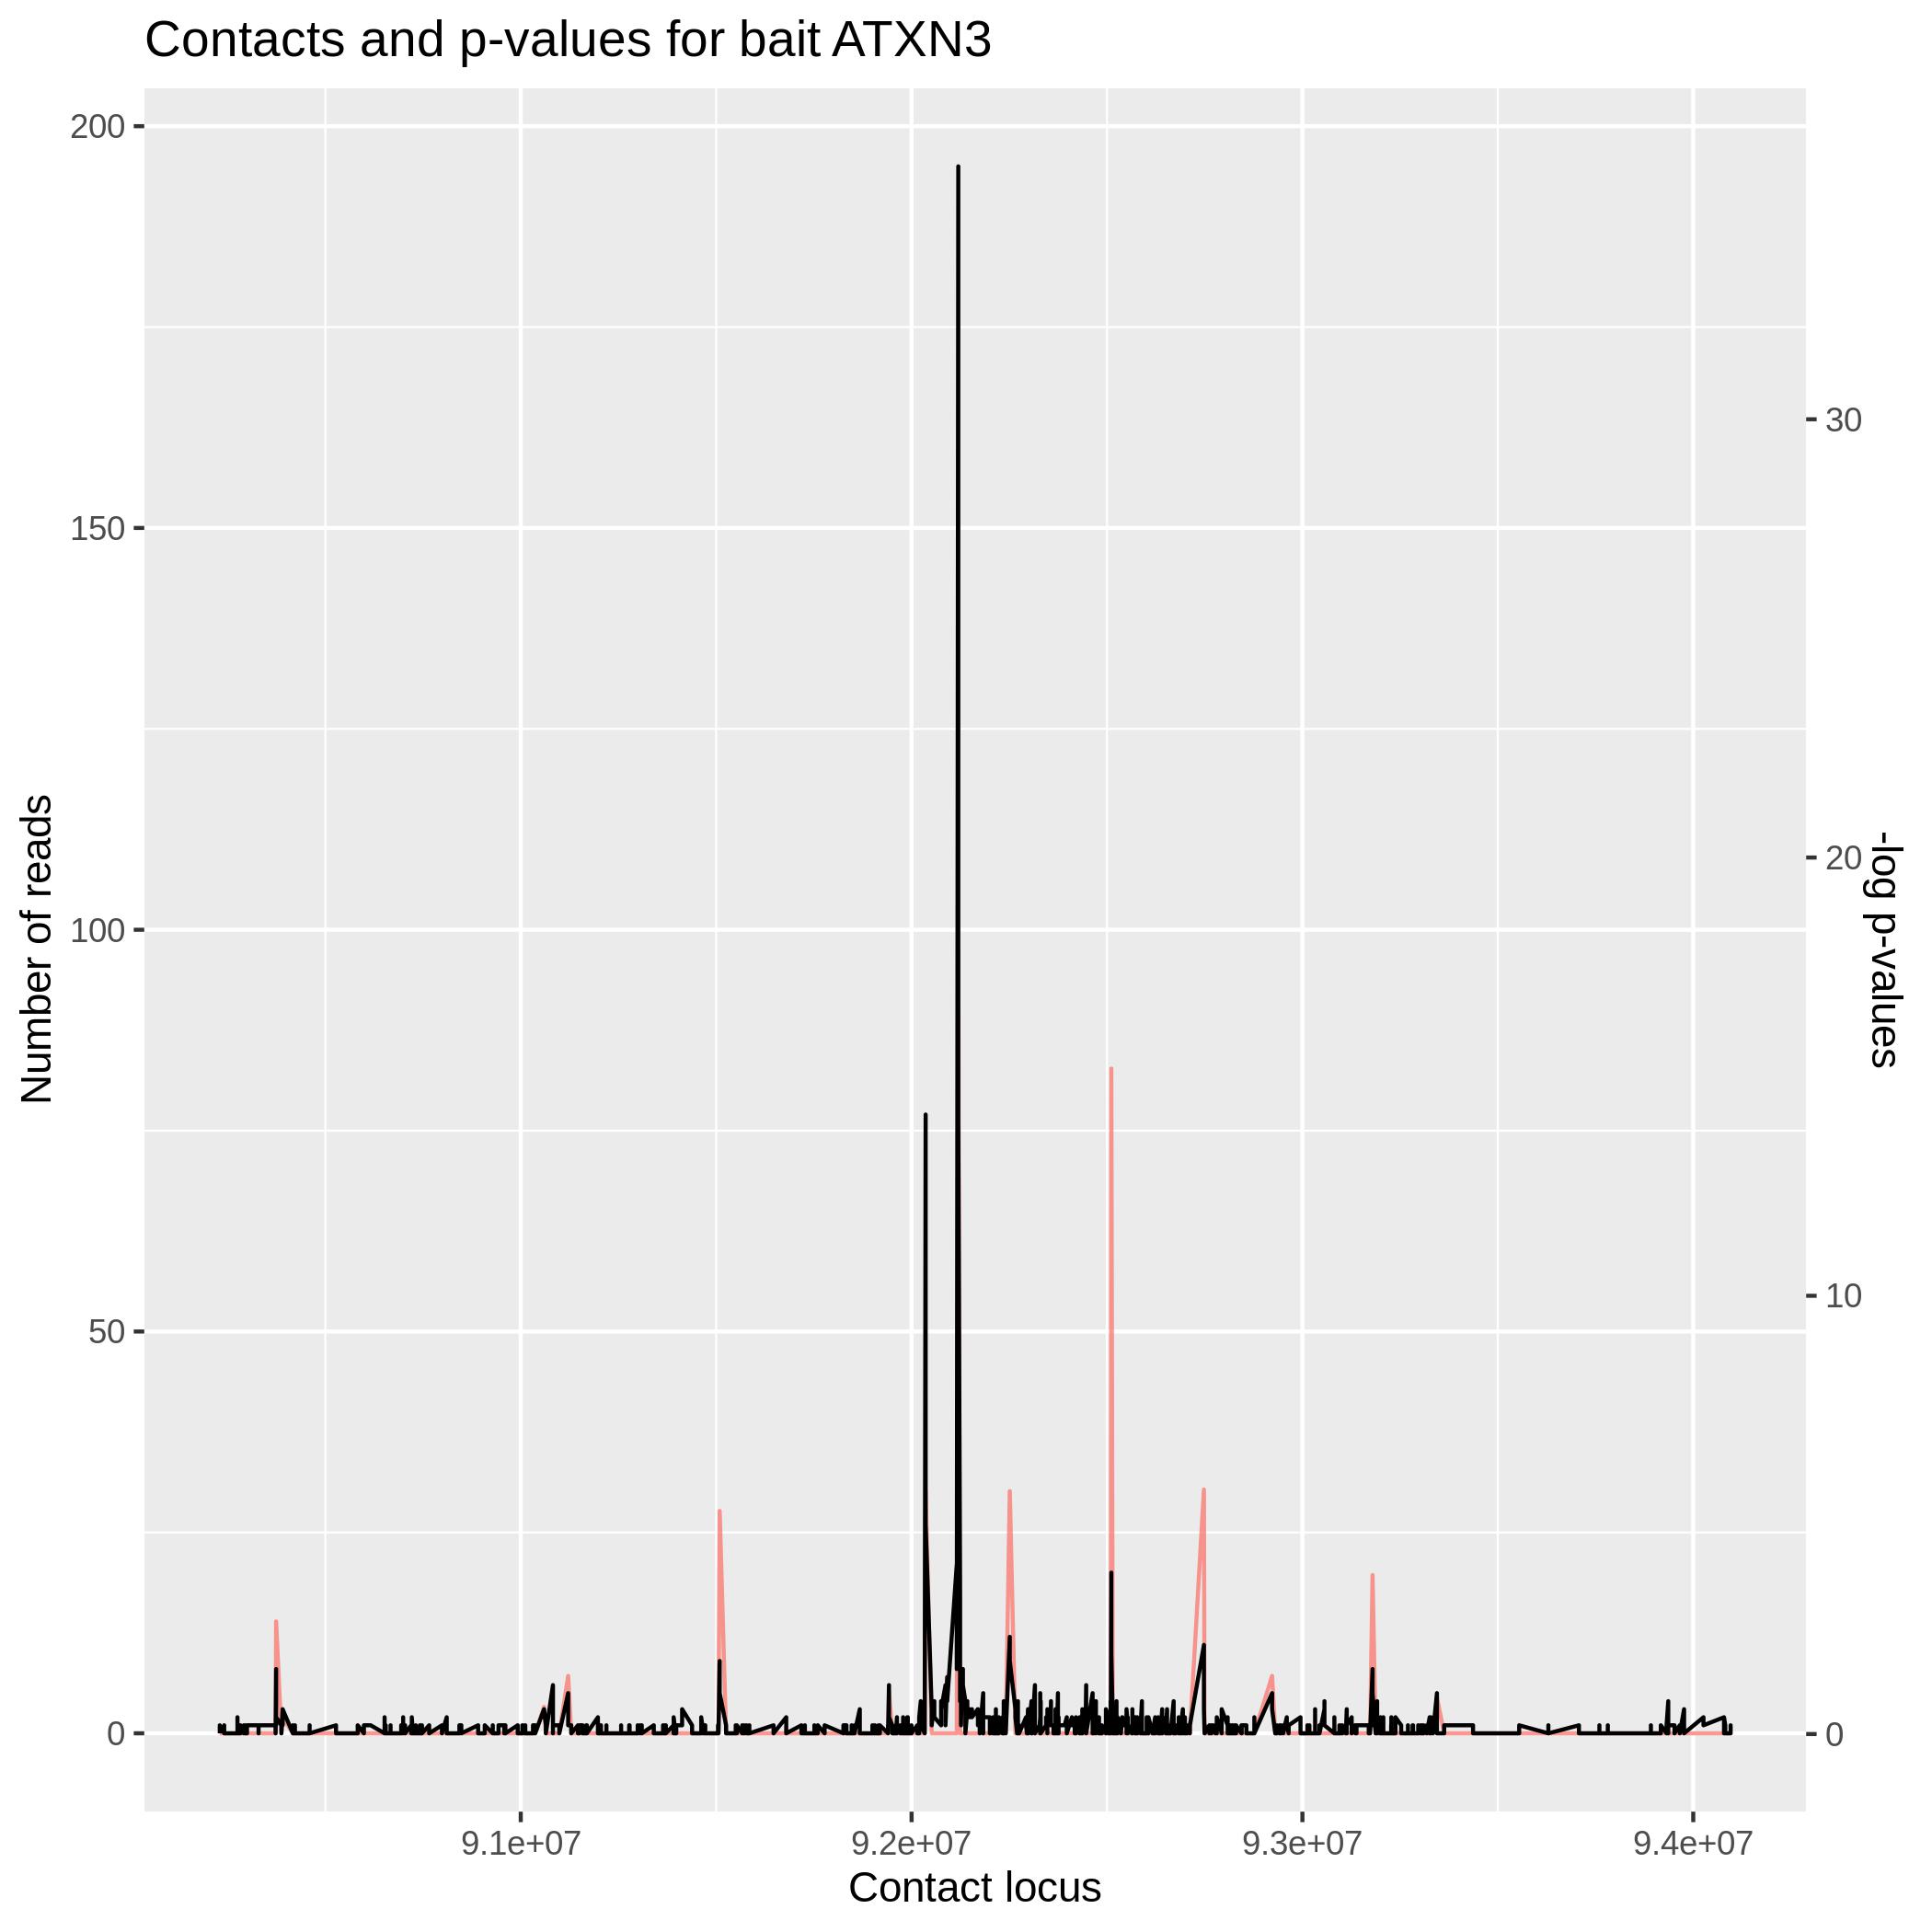 Contacts and p-values for bait ATXN3
200
150
100
50
0
Number of reads
30
20
10
0
-log p-values
9.1e+07
9.2e+07
9.3e+07
9.4e+07
Contact locus